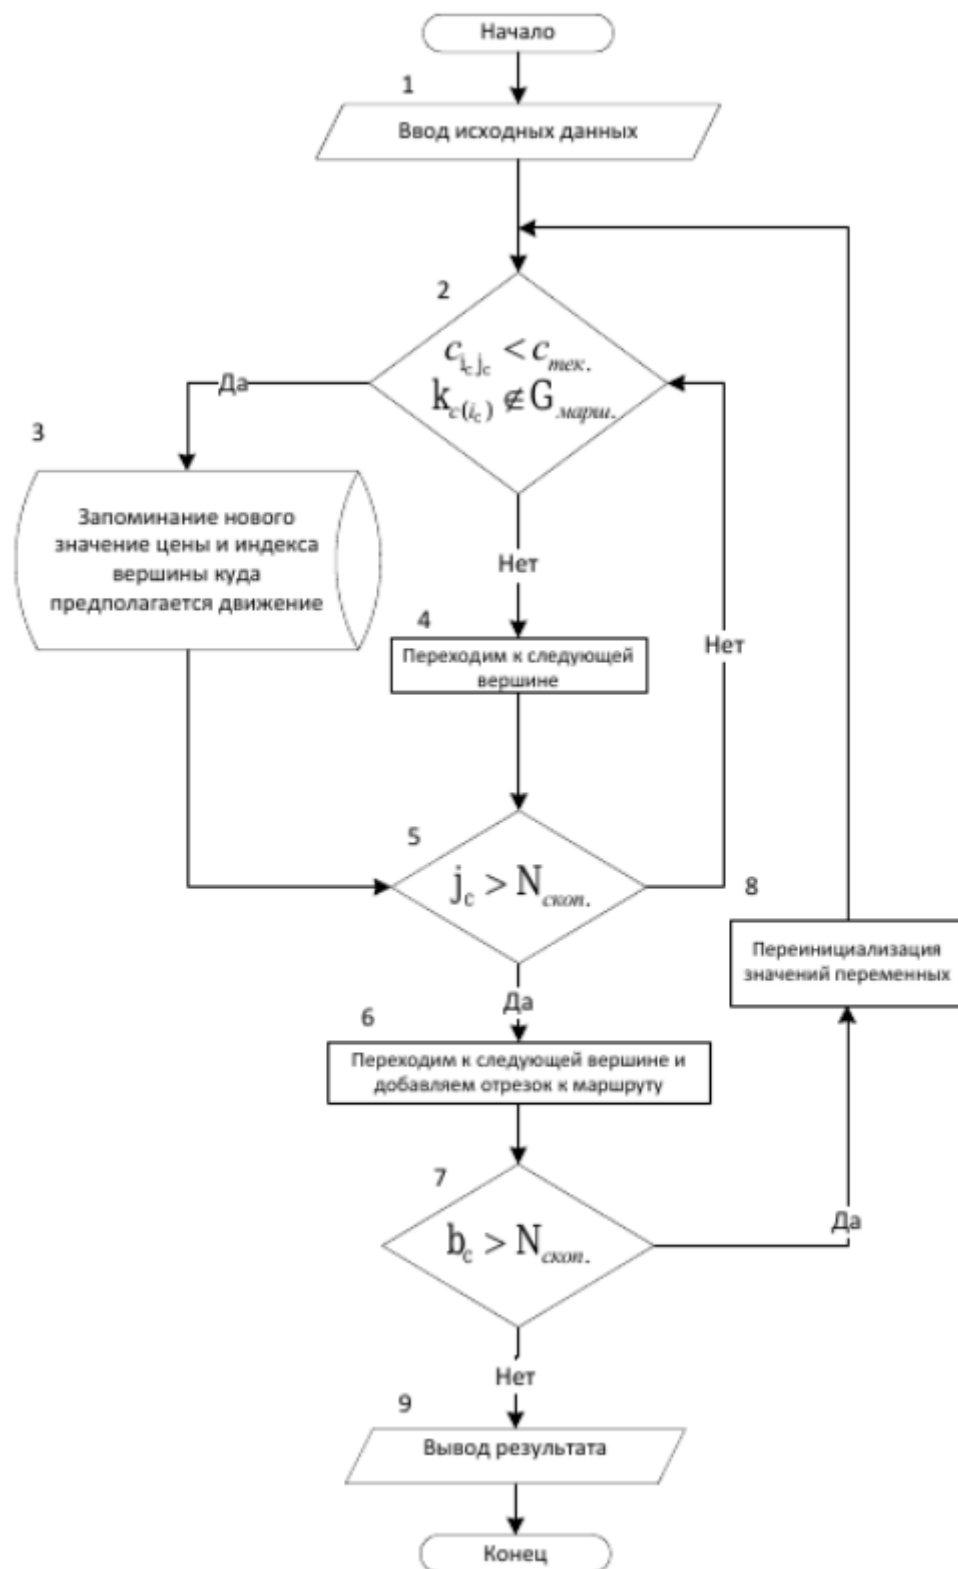 Начало
1
Ввод исходных данных
2
c_{i_c j_c} < c_{тек.}
k_{c(i_c)} ∉ G_{марш.}
Да
3
Запоминание нового
значение цены и индекса
вершины куда
предполагается движение
Нет
4
Переходим к следующей
вершине
Нет
5
j_c > N_{скоп.}
8
Переинициализация
значений переменных
Да
6
Переходим к следующей вершине и
добавляем отрезок к маршруту
7
b_c > N_{скоп.}
Да
Нет
9
Вывод результата
Конец